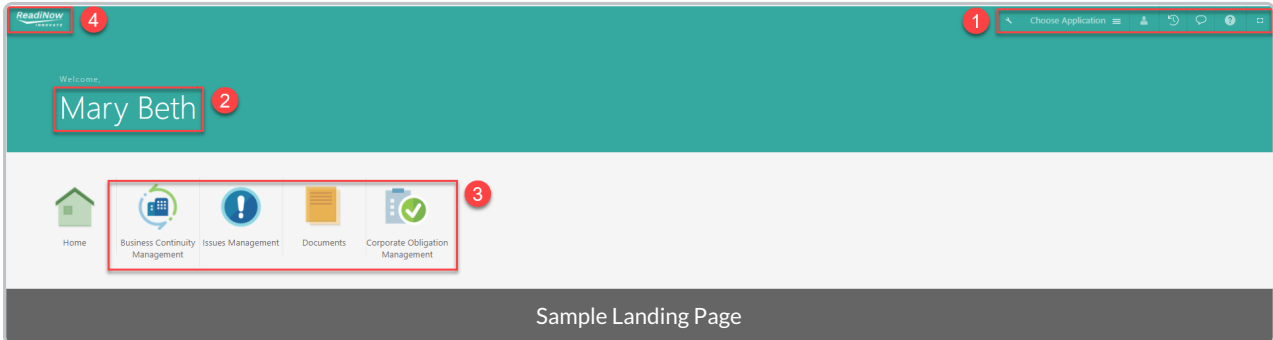 ReadiNow
INNOVATE
4
1
Choose Application
Welcome,
Mary Beth
2
3
Home
Business Continuity
Management
Issues Management
Documents
Corporate Obligation
Management
Sample Landing Page